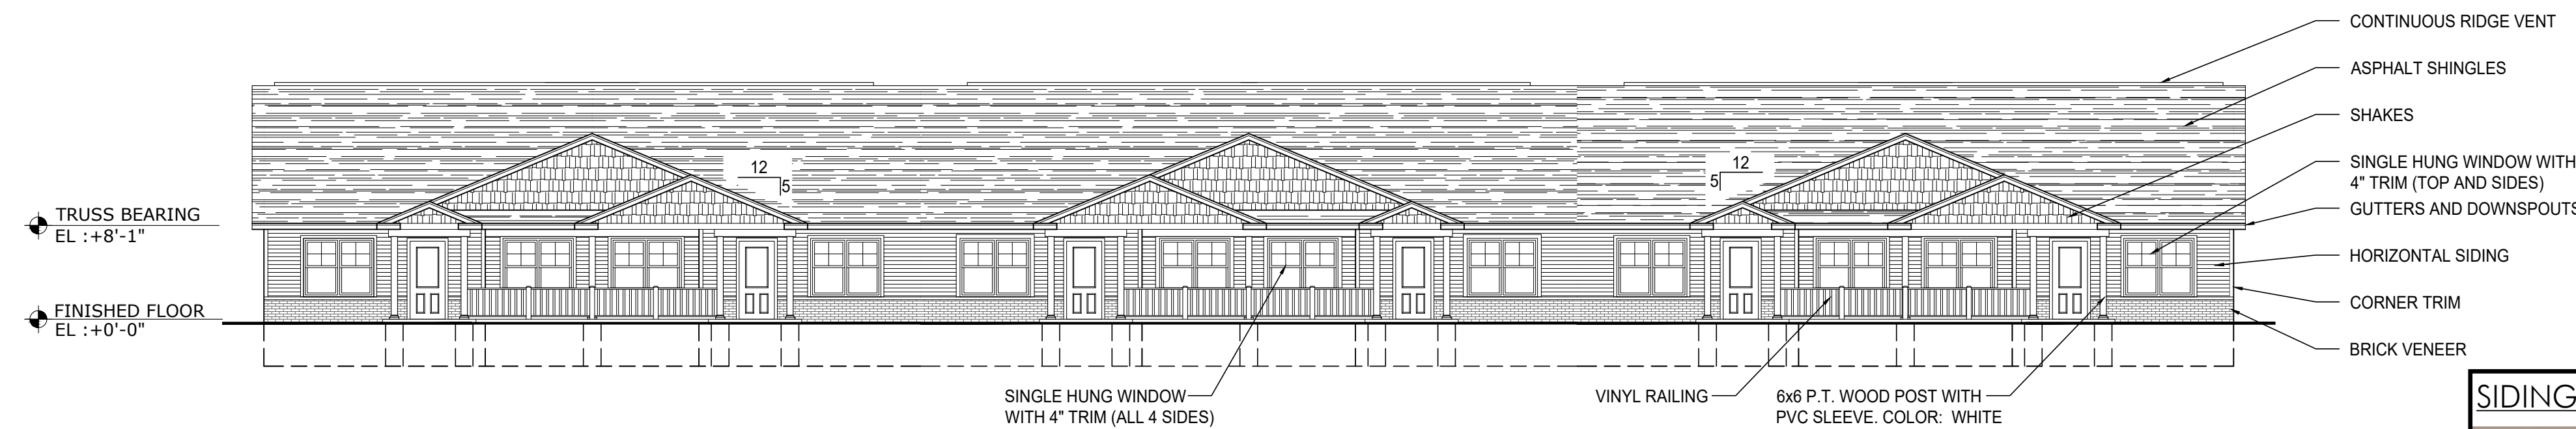 CONTINUOUS RIDGE VENT
ASPHALT SHINGLES
SHAKES
SINGLE HUNG WINDOW WITH
4" TRIM (TOP AND SIDES)
GUTTERS AND DOWNSPOUTS
HORIZONTAL SIDING
CORNER TRIM
BRICK VENEER
12
5
12
5
TRUSS BEARING
EL :+8'-1"
FINISHED FLOOR
EL :+0'-0"
SINGLE HUNG WINDOW
WITH 4" TRIM (ALL 4 SIDES)
VINYL RAILING
6x6 P.T. WOOD POST WITH
PVC SLEEVE. COLOR: WHITE
SIDING